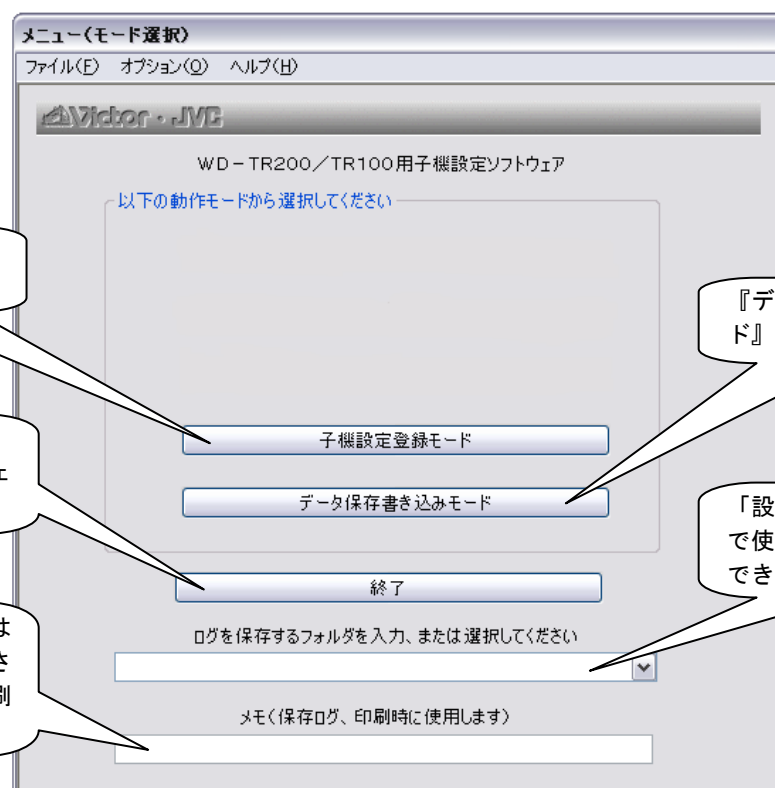 メニュー(モード選択)
ファイル(F) オプション(O) ヘルプ(H)
Victor・JVC
WD-TR200/TR100用子機設定ソフトウェア
以下の動作モードから選択してください
『デ
ド』
子機設定登録モード
ェ
データ保存書き込みモード
「設
で使
でき
終了
は
さ
刷
ログを保存するフォルダを入力、または選択してください
メモ(保存ログ、印刷時に使用します)